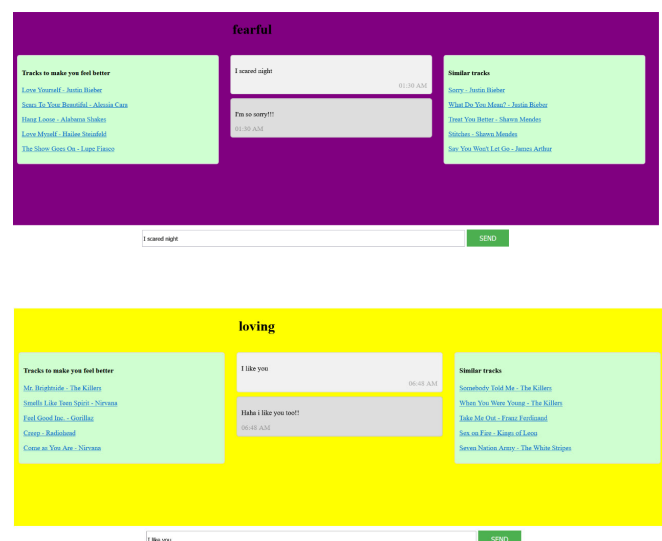 fearful
Tracks to make you feel better
Love Yourself - Justin Bieber
Scars To Your Beautiful - Alessia Cara
Hang Loose - Alabama Shakes
Love Myself - Hailee Steinfeld
The Show Goes On - Lupe Fiasco
I scared night
01:30 AM
I'm so sorry!!!
01:30 AM
Similar tracks
Sorry - Justin Bieber
What Do You Mean? - Justin Bieber
Treat You Better - Shawn Mendes
Stitches - Shawn Mendes
Say You Won't Let Go - James Arthur
I scared night
SEND
loving
Tracks to make you feel better
Mr. Brightside - The Killers
Smells Like Teen Spirit - Nirvana
Feel Good Inc. - Gorillaz
Creep - Radiohead
Come as You Are - Nirvana
I like you
06:48 AM
Haha i like you too!!
06:48 AM
Similar tracks
Somebody Told Me - The Killers
When You Were Young - The Killers
Take Me Out - Franz Ferdinand
Sex on Fire - Kings of Leon
Seven Nation Army - The White Stripes
I like you
SEND